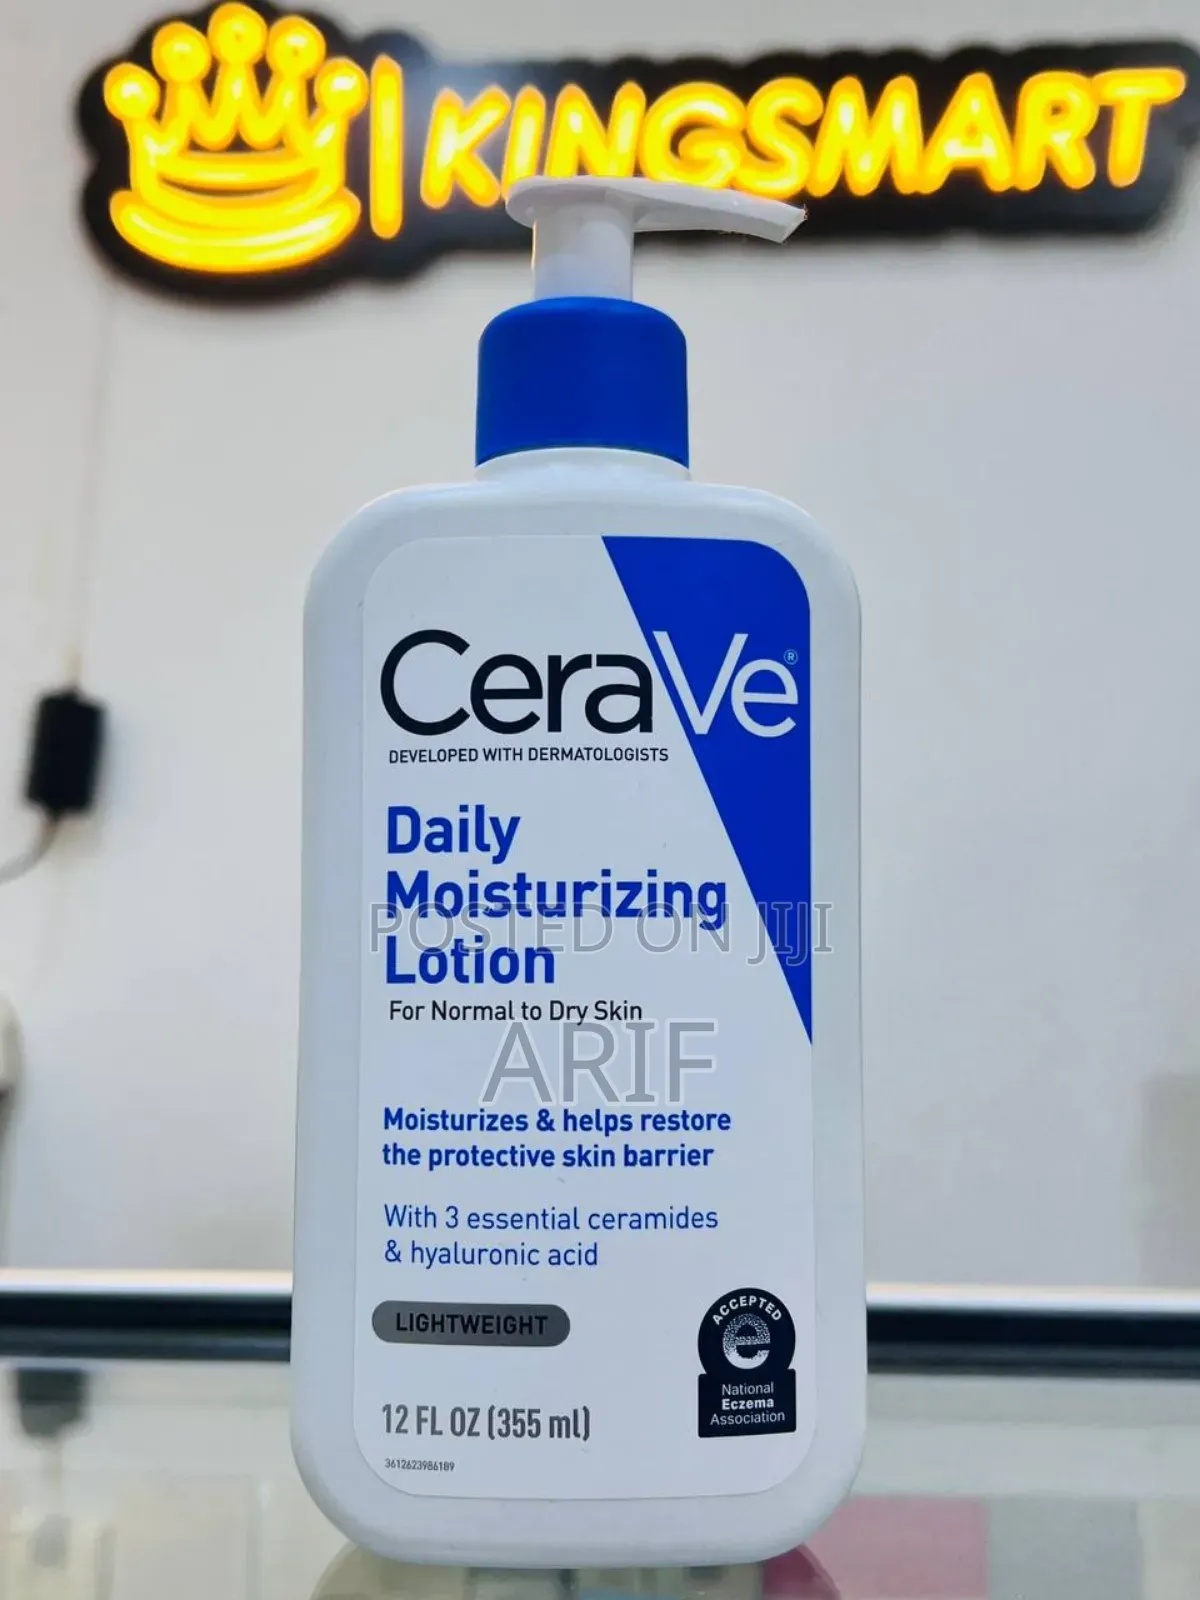 KINGSMART
CeraVe®
DEVELOPED WITH DERMATOLOGISTS
Daily
Moisturizing
POSTED ON JIJI
Lotion
For Normal to Dry Skin
ARIF
Moisturizes & helps restore
the protective skin barrier
With 3 essential ceramides
& hyaluronic acid
LIGHTWEIGHT
ACCEPTED
e
National
Eczema
Association
12 FL OZ (355 ml)
3612623986189